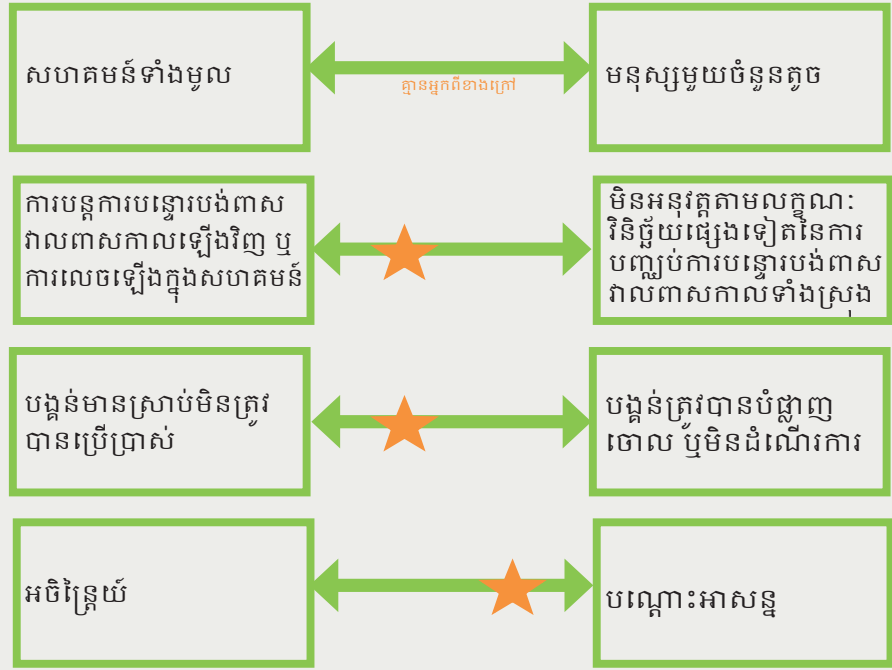 សហគមន៍ទាំងមូល
គ្មានអ្នកពីខាងក្រៅ
មនុស្សមួយចំនួនតូច
ការបន្តការបន្ទោរបង់ពាស
វាលពាសកាលឡើងវិញ ឬ
ការលេចឡើងក្នុងសហគមន៍
មិនអនុវត្តតាមលក្ខណៈ
វិនិច្ឆ័យផ្សេងទៀតនៃការ
បញ្ឈប់ការបន្ទោរបង់ពាស
វាលពាសកាលទាំងស្រុង
បង្គន់មានស្រាប់មិនត្រូវ
បានប្រើប្រាស់
បង្គន់ត្រូវបានបំផ្លាញ
ចោល ឬមិនដំណើរការ
អចិន្ត្រៃយ៍
បណ្តោះអាសន្ន